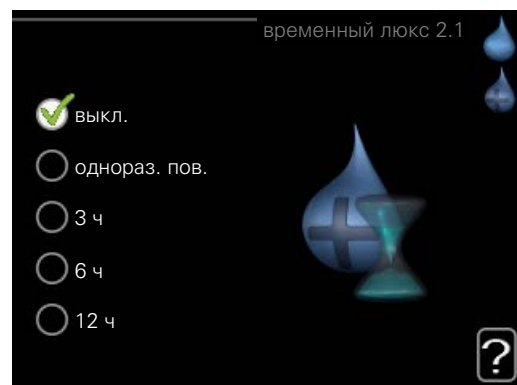 временный люкс 2.1
выкл.
однораз. пов.
3 ч
6 ч
12 ч
?